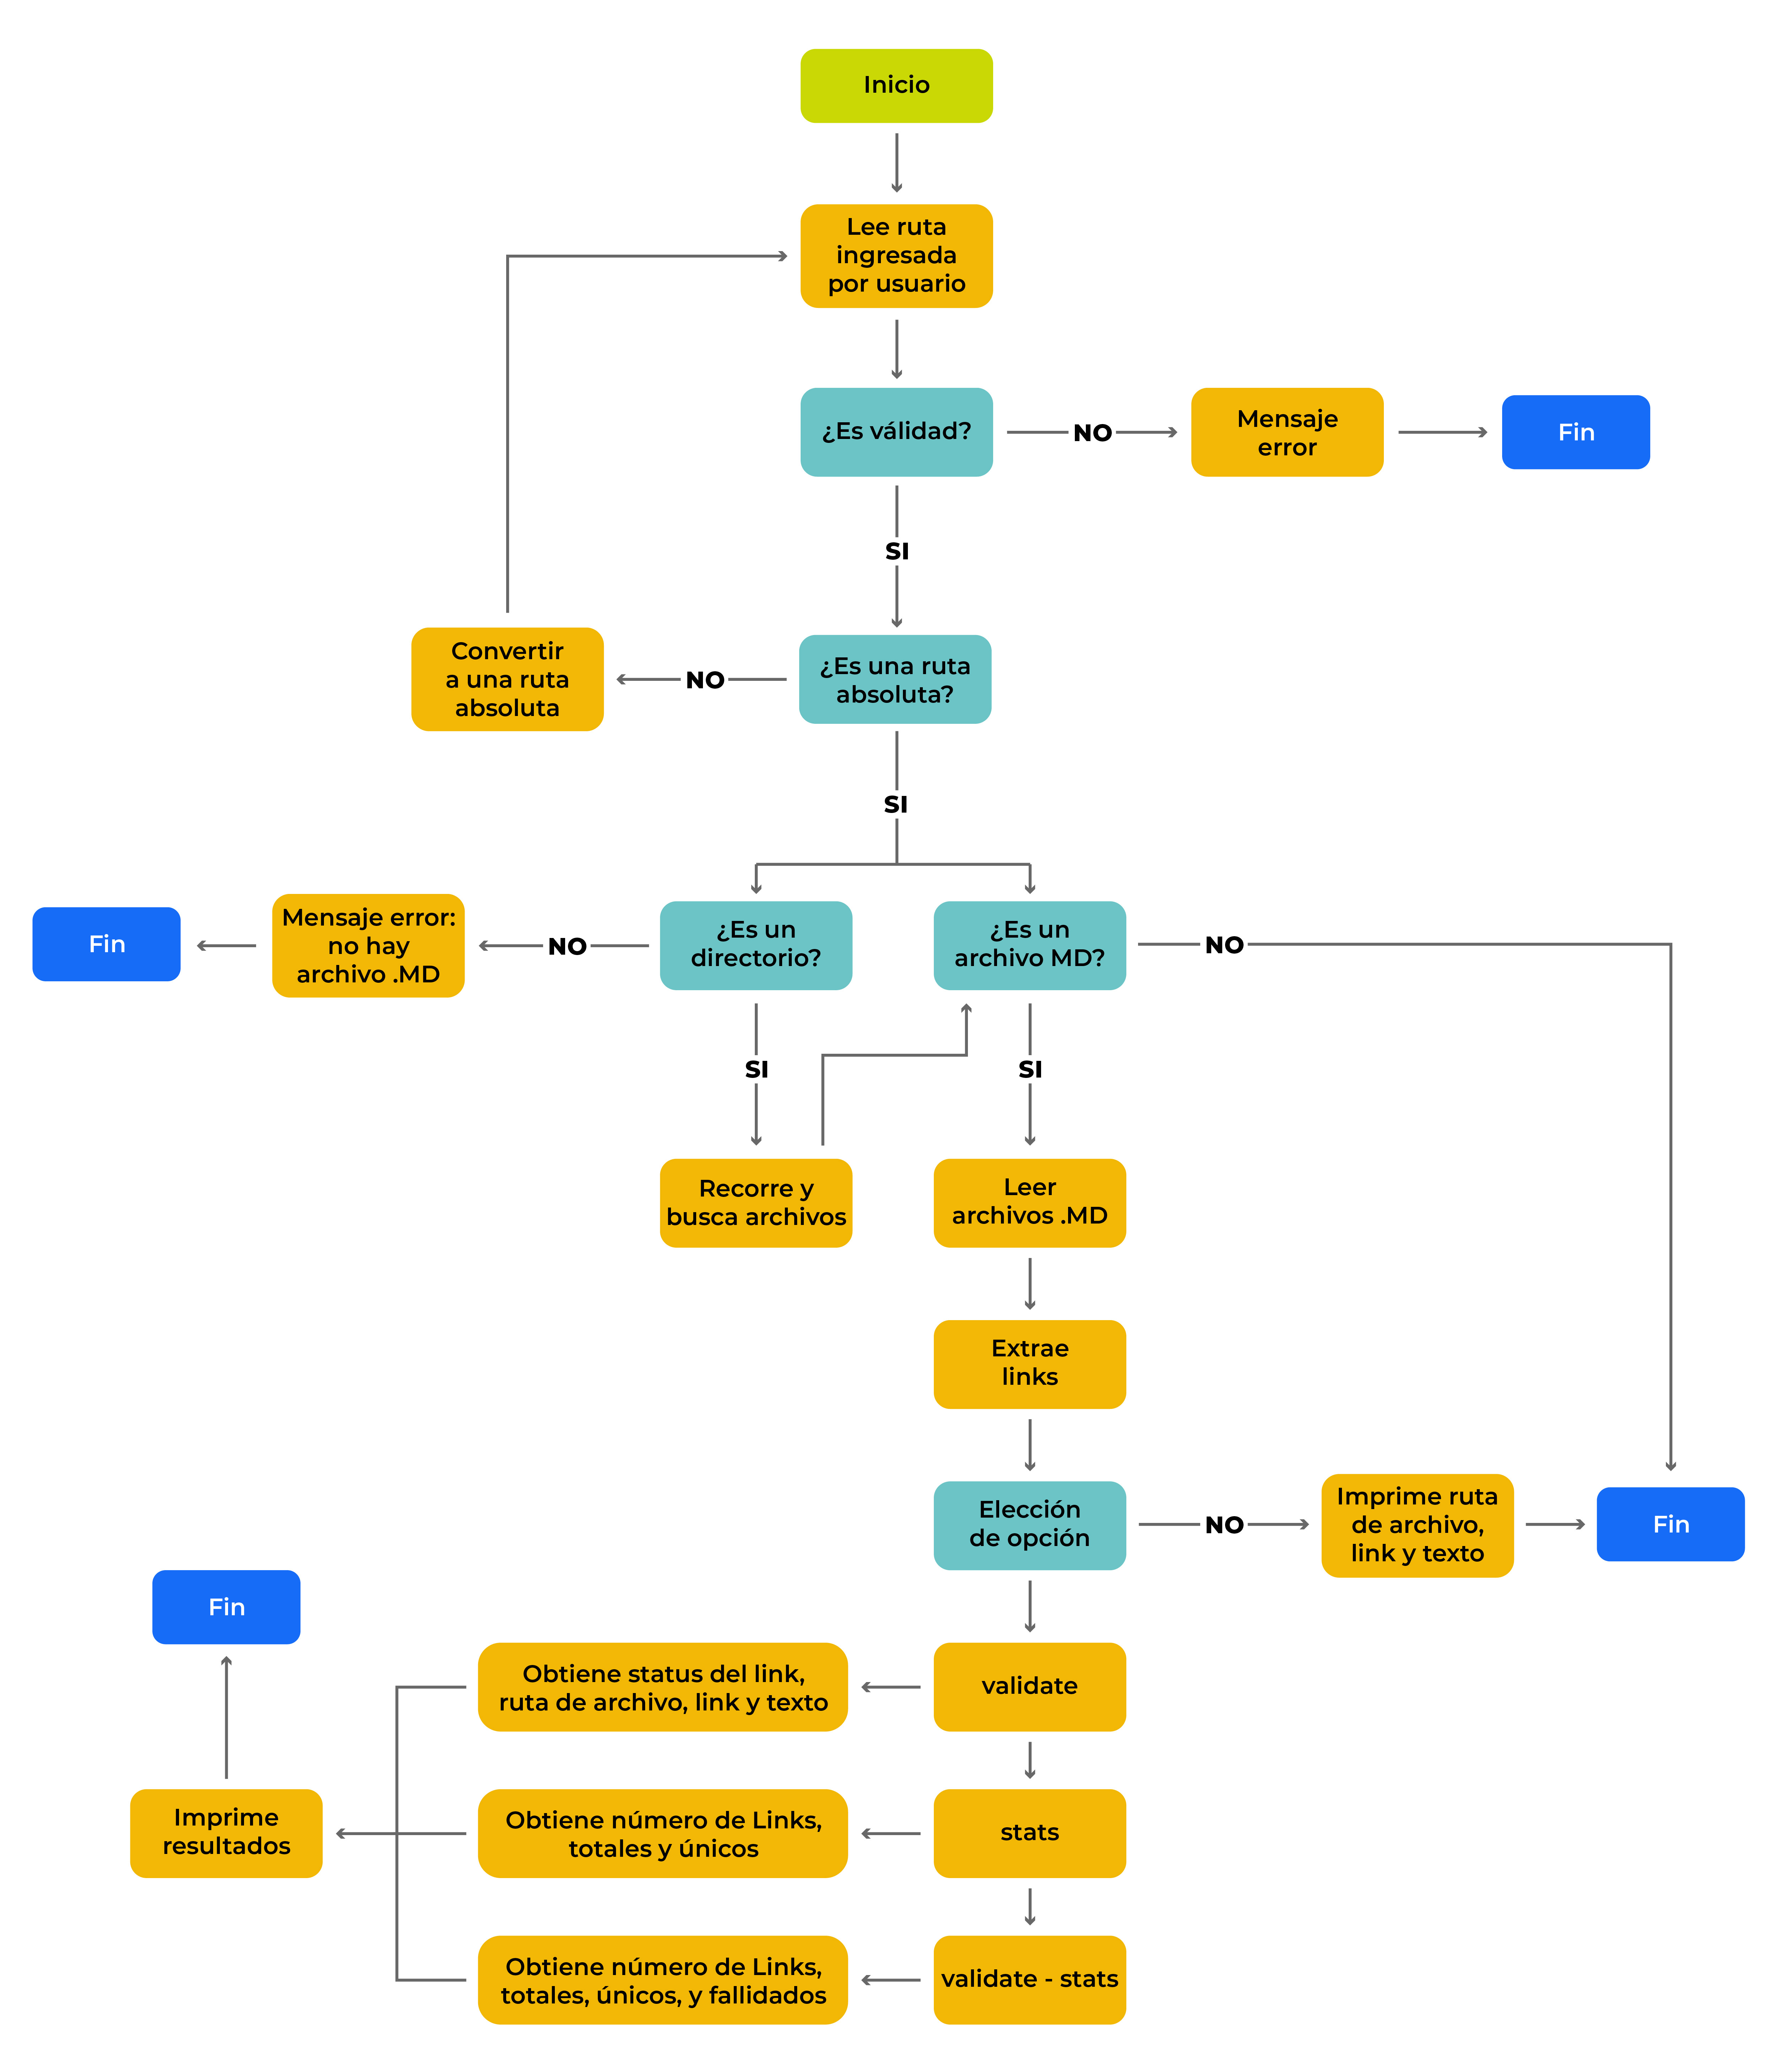 Inicio
Lee ruta
ingresada
por usuario
¿Es válidad?
NO
Mensaje
error
Fin
SI
Convertir
a una ruta
absoluta
NO
¿Es una ruta
absoluta?
SI
Fin
Mensaje error:
no hay
archivo .MD
NO
¿Es un
directorio?
¿Es un
archivo MD?
NO
SI
SI
Recorre y
busca archivos
Leer
archivos .MD
Extrae
links
Elección
de opción
NO
Imprime ruta
de archivo,
link y texto
Fin
Fin
Obtiene status del link,
ruta de archivo, link y texto
validate
Imprime
resultados
Obtiene número de Links,
totales y únicos
stats
Obtiene número de Links,
totales, únicos, y fallidados
validate - stats